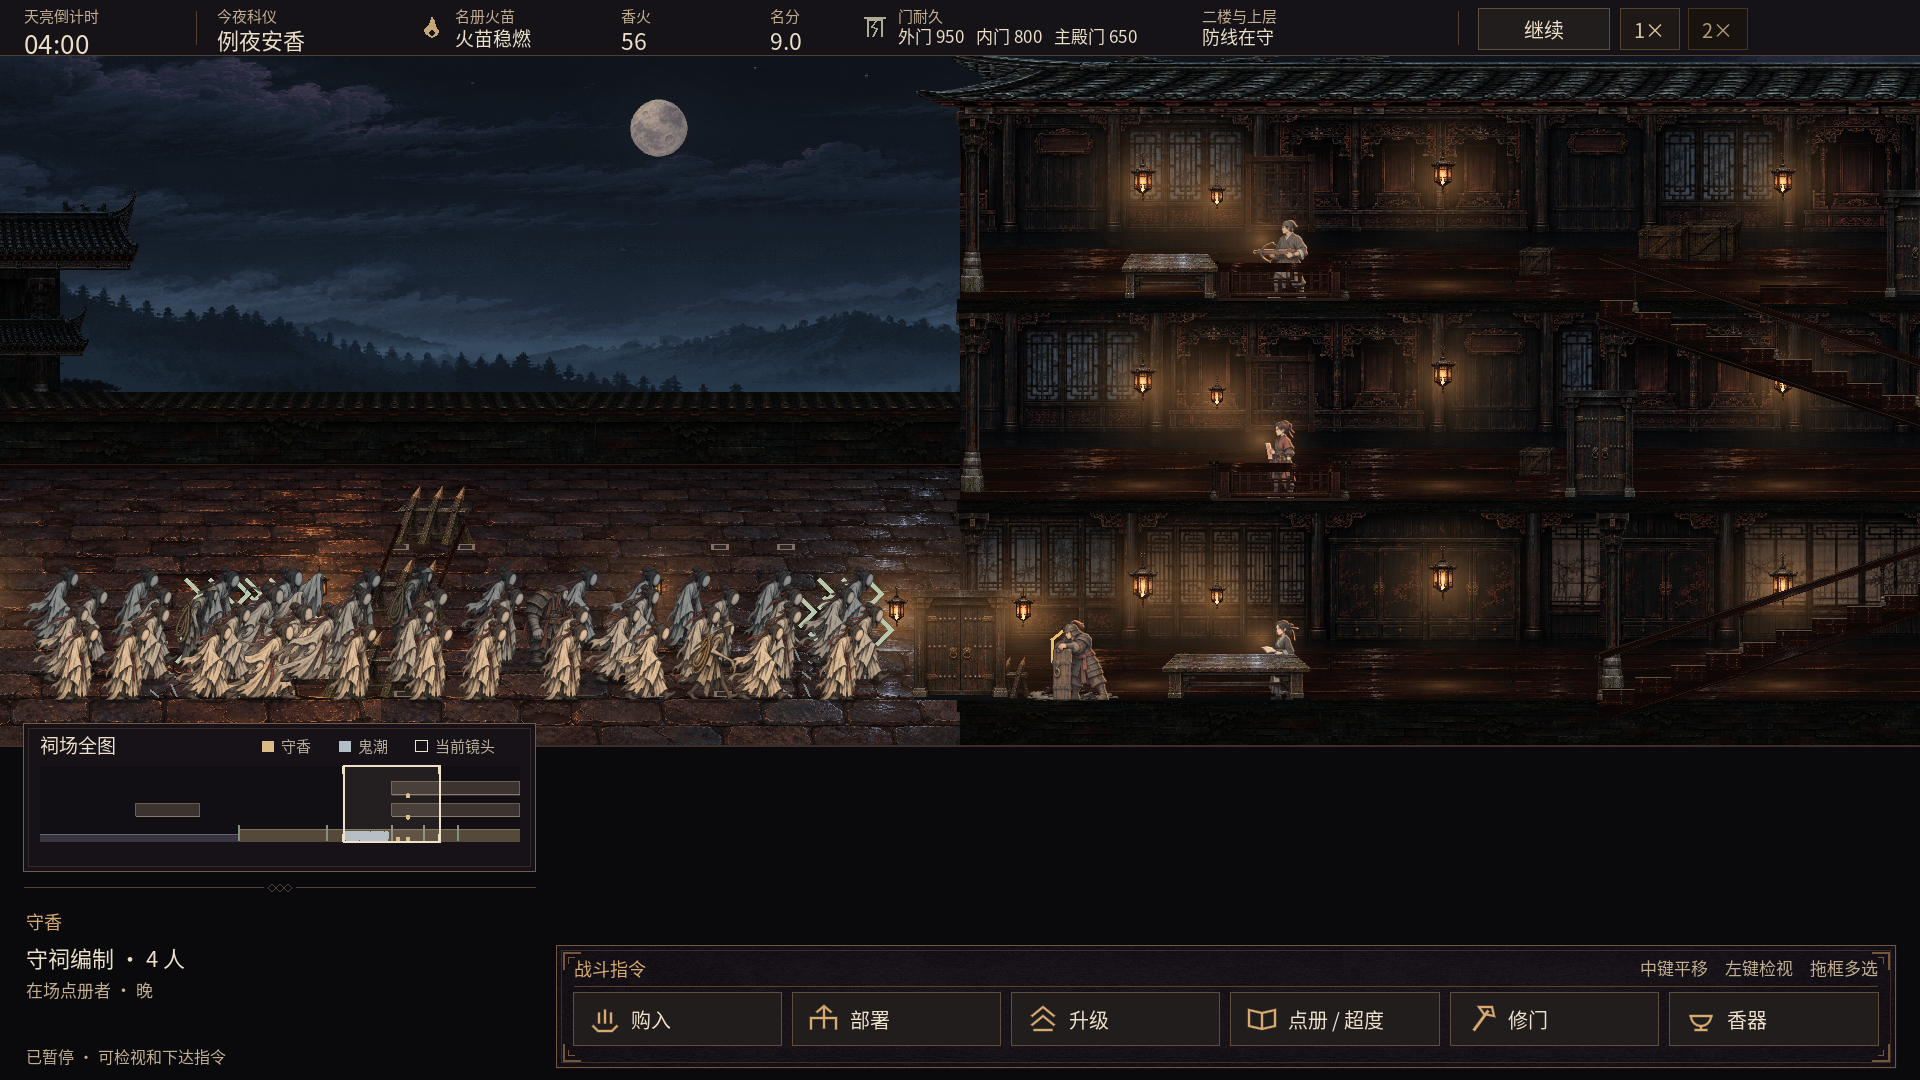 天亮倒计时
04:00
今夜科仪
例夜安香
名册火苗
火苗稳燃
香火
56
名分
9.0
门耐久
外门 950 内门 800 主殿门 650
二楼与上层
防线在守
继续
1×
2×
祠场全图
守香
鬼潮
当前镜头
守香
守祠编制 · 4 人
在场点册者 · 晚
已暂停 · 可检视和下达指令
战斗指令
中键平移 左键检视 拖框多选
购入
部署
升级
点册 / 超度
修门
香器